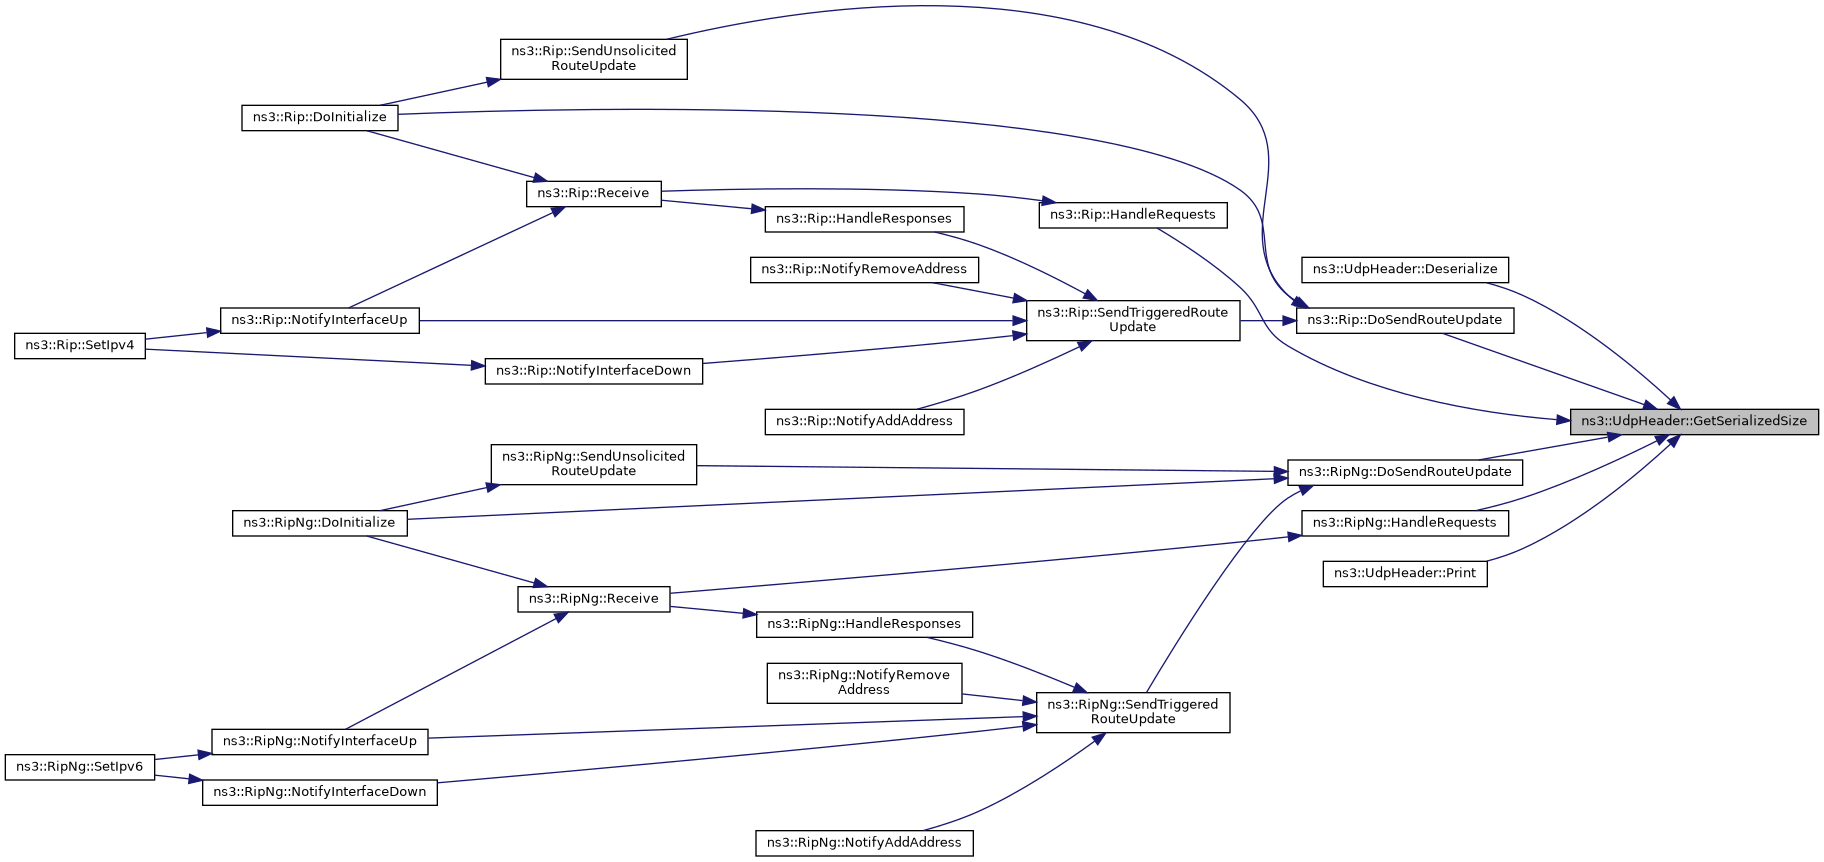 ns3::Rip::SendUnsolicited
RouteUpdate
ns3::Rip::DoInitialize
ns3::Rip::Receive
ns3::Rip::HandleResponses
ns3::Rip::HandleRequests
ns3::Rip::NotifyRemoveAddress
ns3::UdpHeader::Deserialize
ns3::Rip::NotifyInterfaceUp
ns3::Rip::SendTriggeredRoute
Update
ns3::Rip::DoSendRouteUpdate
ns3::Rip::SetIpv4
ns3::Rip::NotifyInterfaceDown
ns3::Rip::NotifyAddAddress
ns3::UdpHeader::GetSerializedSize
ns3::RipNg::SendUnsolicited
RouteUpdate
ns3::RipNg::DoSendRouteUpdate
ns3::RipNg::DoInitialize
ns3::RipNg::HandleRequests
ns3::UdpHeader::Print
ns3::RipNg::Receive
ns3::RipNg::HandleResponses
ns3::RipNg::NotifyRemove
Address
ns3::RipNg::SendTriggered
RouteUpdate
ns3::RipNg::NotifyInterfaceUp
ns3::RipNg::SetIpv6
ns3::RipNg::NotifyInterfaceDown
ns3::RipNg::NotifyAddAddress